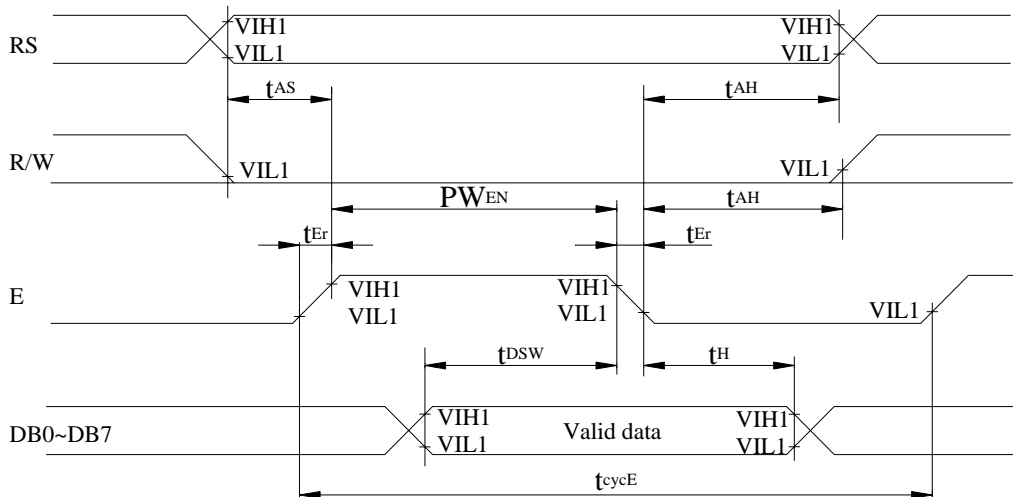 RS
VIH1
VIL1
VIH1
VIL1
tAS
tAH
R/W
VIL1
VIL1
PWEN
tAH
tEr
tEr
E
VIH1
VIL1
VIH1
VIL1
VIL1
tDSW
tH
DB0~DB7
VIH1
VIL1
Valid data
VIH1
VIL1
tcycE